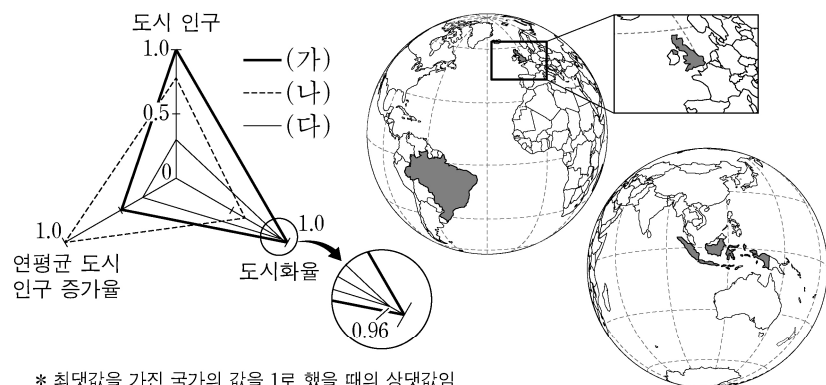 도시 인구
1.0
0.5
0
1.0
연평균 도시
인구 증가율
1.0
도시화율
(가)
(나)
(다)
0.96
* 최댓값을 가진 국가의 값을 1로 했을 때의 상댓값임.